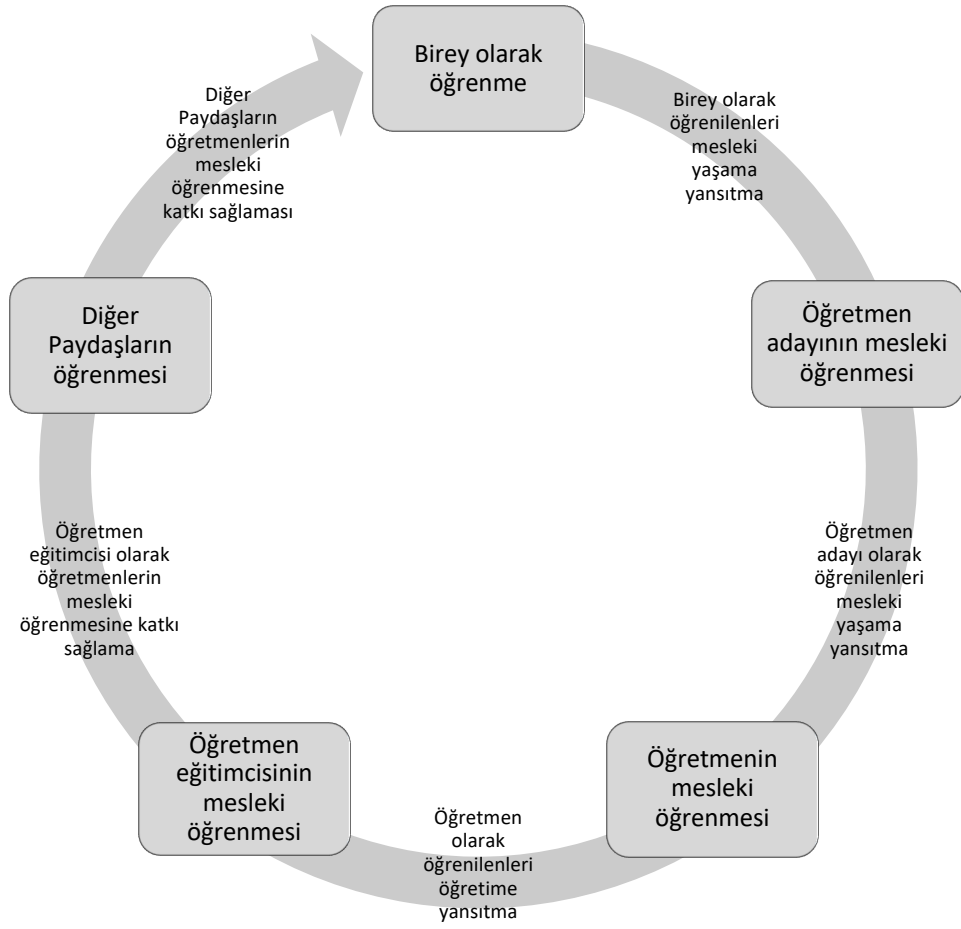 Birey olarak
öğrenme
Birey olarak
öğrenilenleri
mesleki
yaşama
yansıtma
Öğretmen
adayının mesleki
öğrenmesi
Öğretmen
adayı olarak
öğrenilenleri
mesleki
yaşama
yansıtma
Öğretmenin
mesleki
öğrenmesi
Öğretmen
olarak
öğrenilenleri
öğretime
yansıtma
Öğretmen
eğitimcisinin
mesleki
öğrenmesi
Öğretmen
eğitimcisi olarak
öğretmenlerin
mesleki
öğrenmesine katkı
sağlama
Diğer
Paydaşların
öğrenmesi
Diğer
Paydaşların
öğretmenlerin
mesleki
öğrenmesine
katkı sağlaması